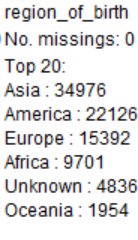 region_of_birth
No. missings: 0
Top 20:
Asia : 34976
America : 22126
Europe : 15392
Africa : 9701
Unknown : 4836
Oceania : 1954